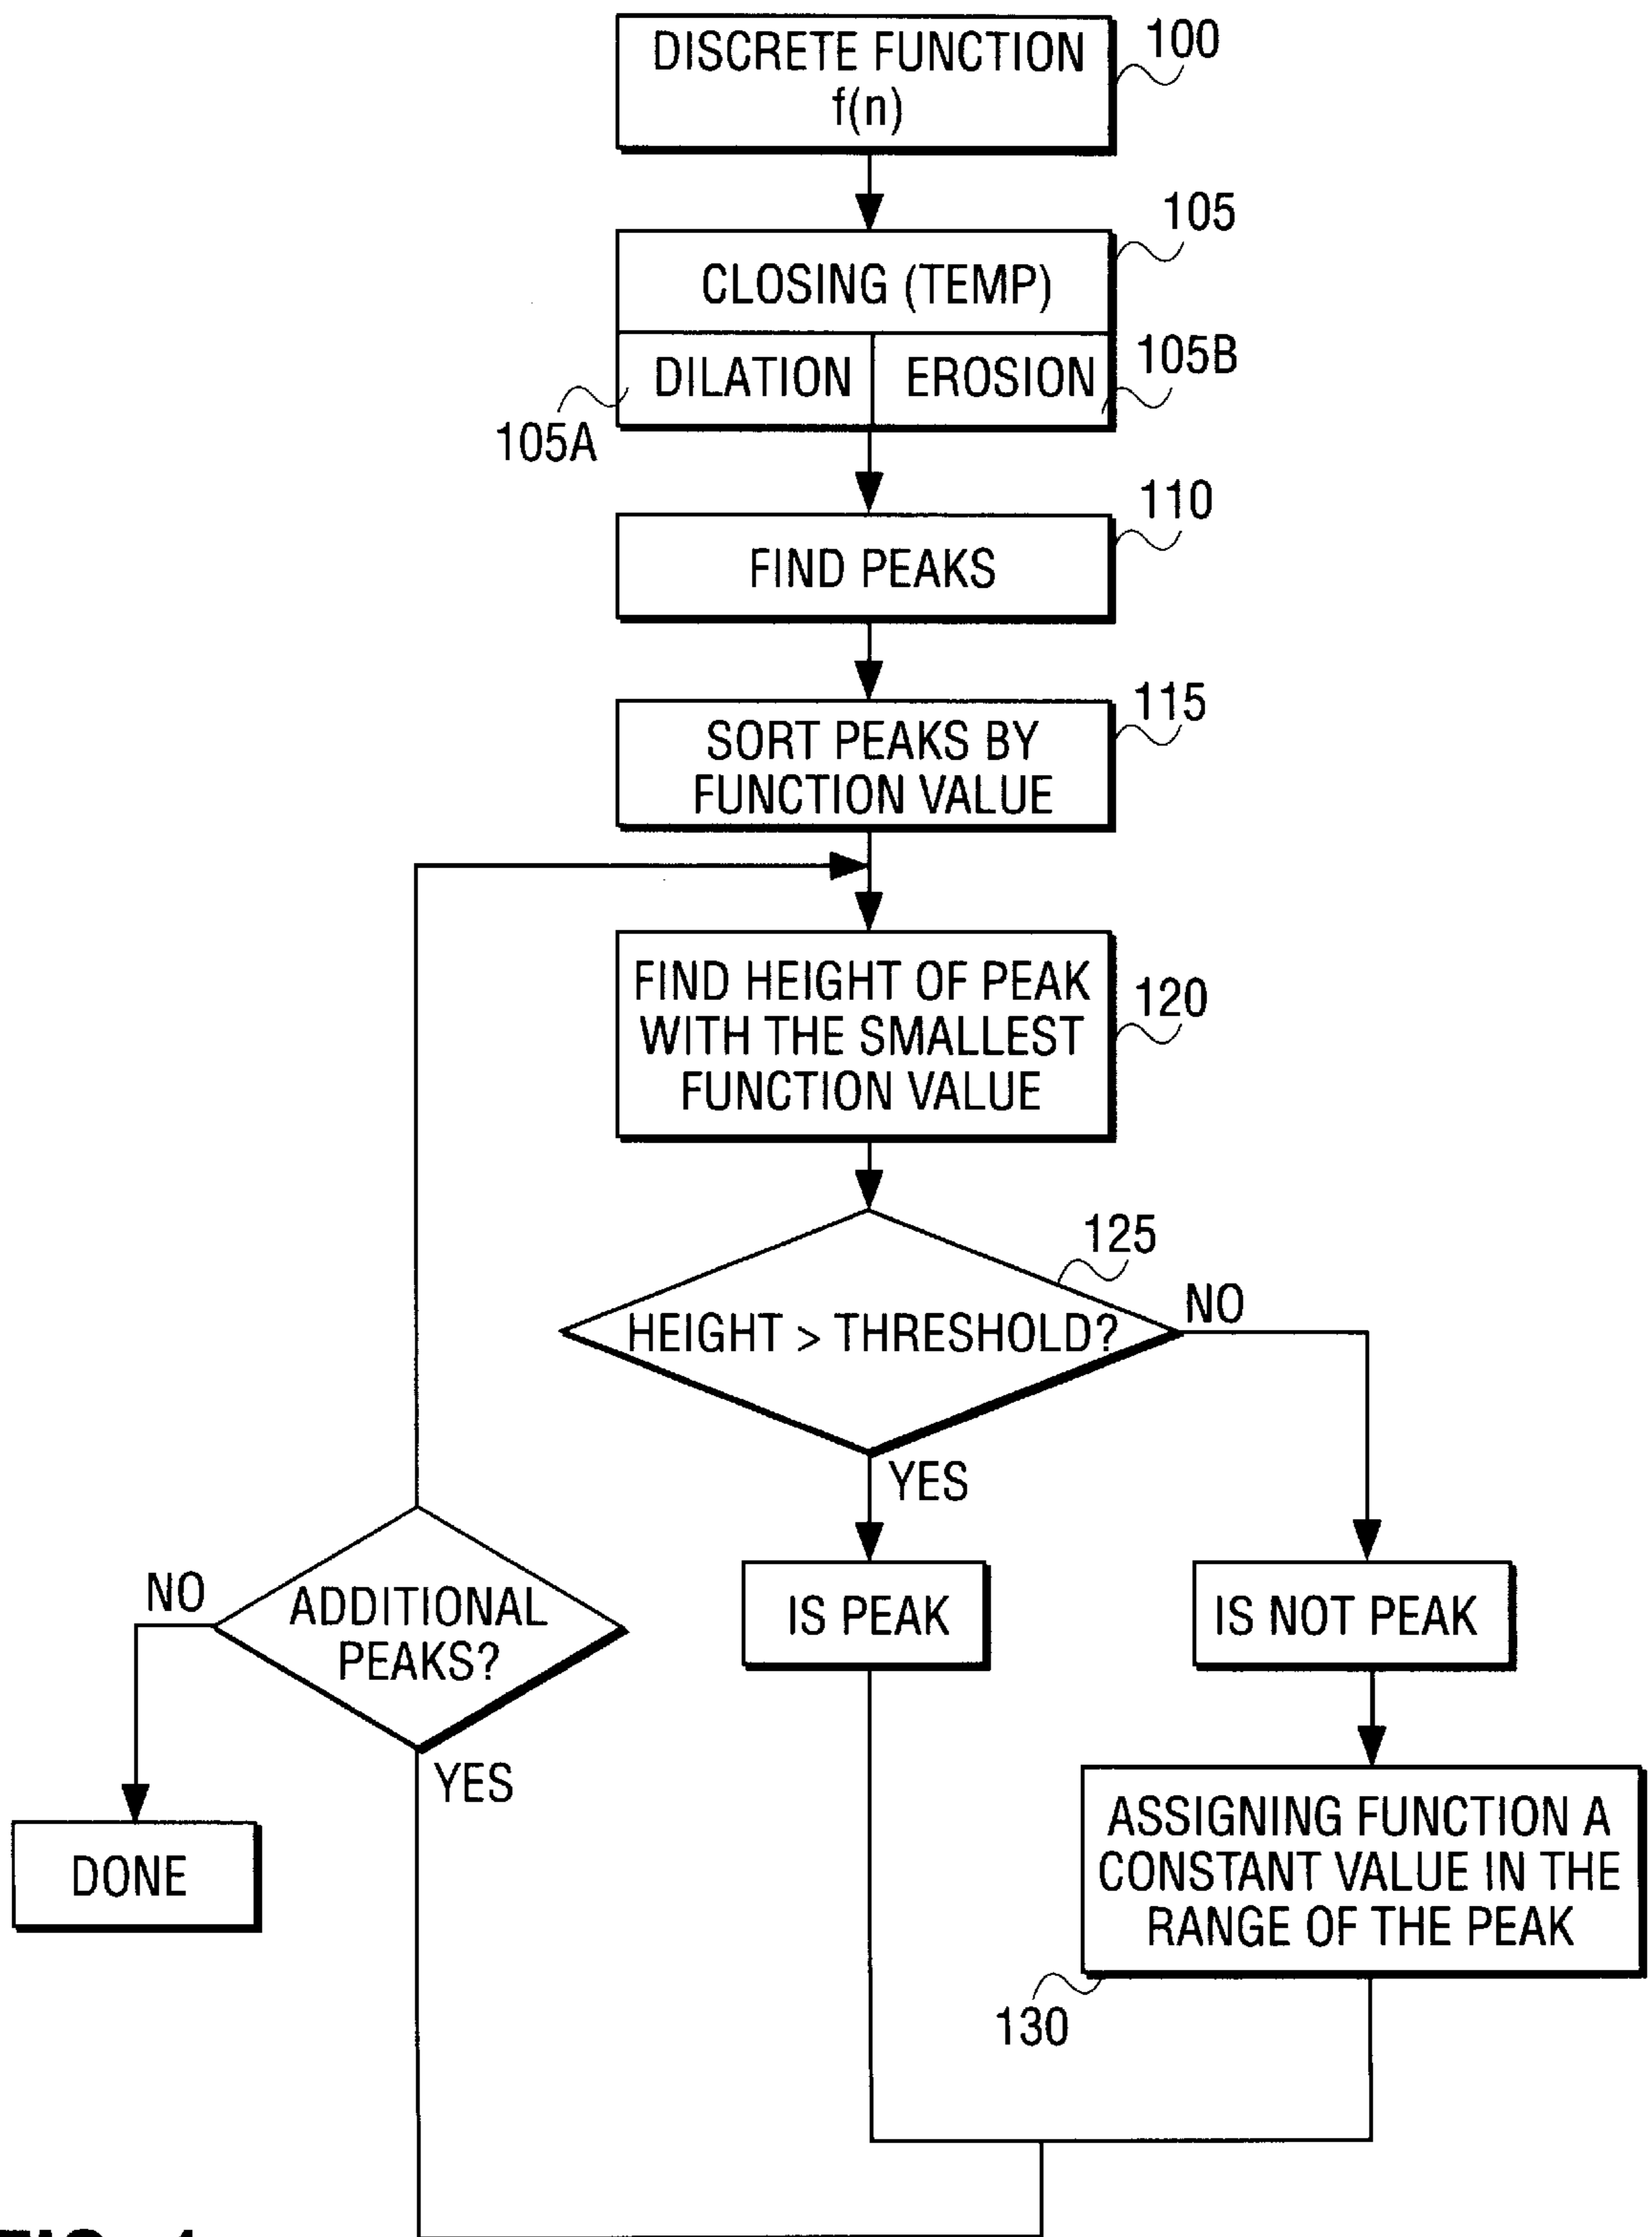 DISCRETE FUNCTION
f(n)
100
CLOSING (TEMP)
105
DILATION
EROSION
105A
105B
FIND PEAKS
110
SORT PEAKS BY
FUNCTION VALUE
115
FIND HEIGHT OF PEAK
WITH THE SMALLEST
FUNCTION VALUE
120
HEIGHT > THRESHOLD?
125
NO
YES
IS PEAK
IS NOT PEAK
NO
ADDITIONAL
PEAKS?
YES
DONE
ASSIGNING FUNCTION A
CONSTANT VALUE IN THE
RANGE OF THE PEAK
130